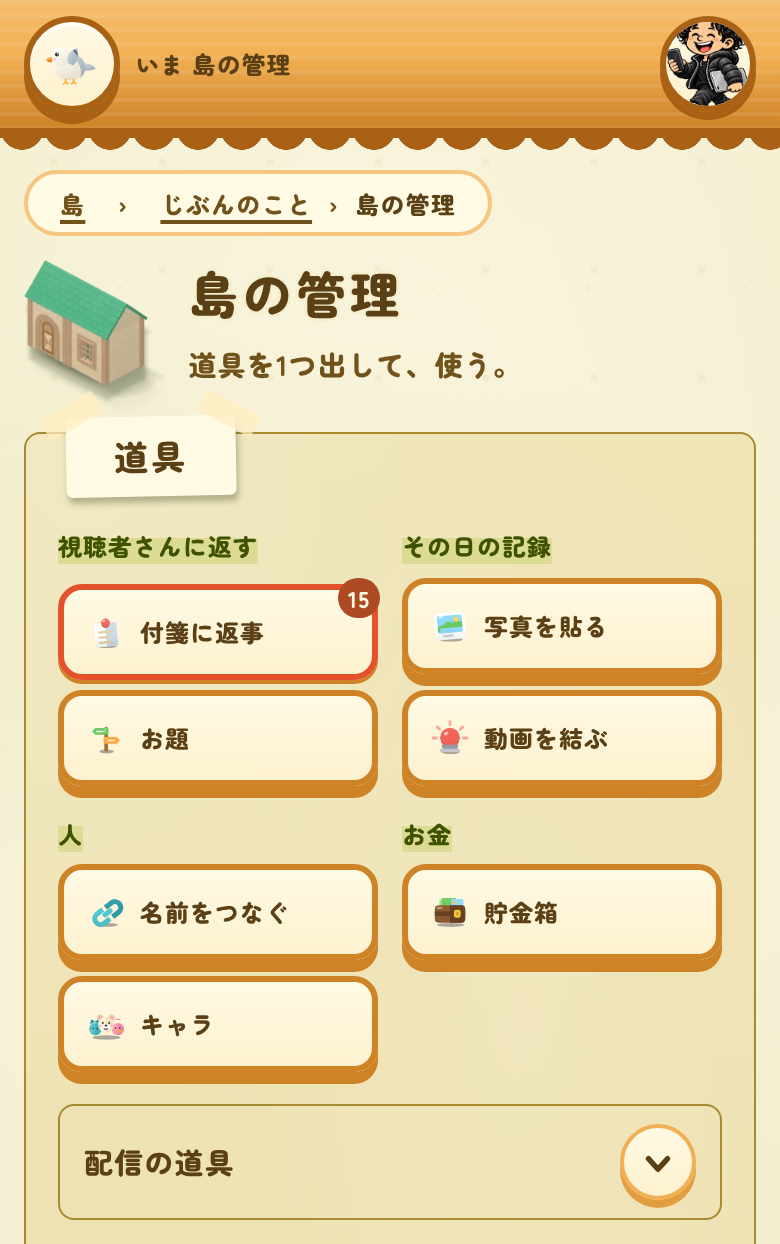 いま 島の管理
島 › じぶんのこと › 島の管理
島の管理
道具を1つ出して、使う。
道具
視聴者さんに返す
付箋に返事
15
お題
その日の記録
写真を貼る
動画を結ぶ
人
名前をつなぐ
キャラ
お金
貯金箱
配信の道具